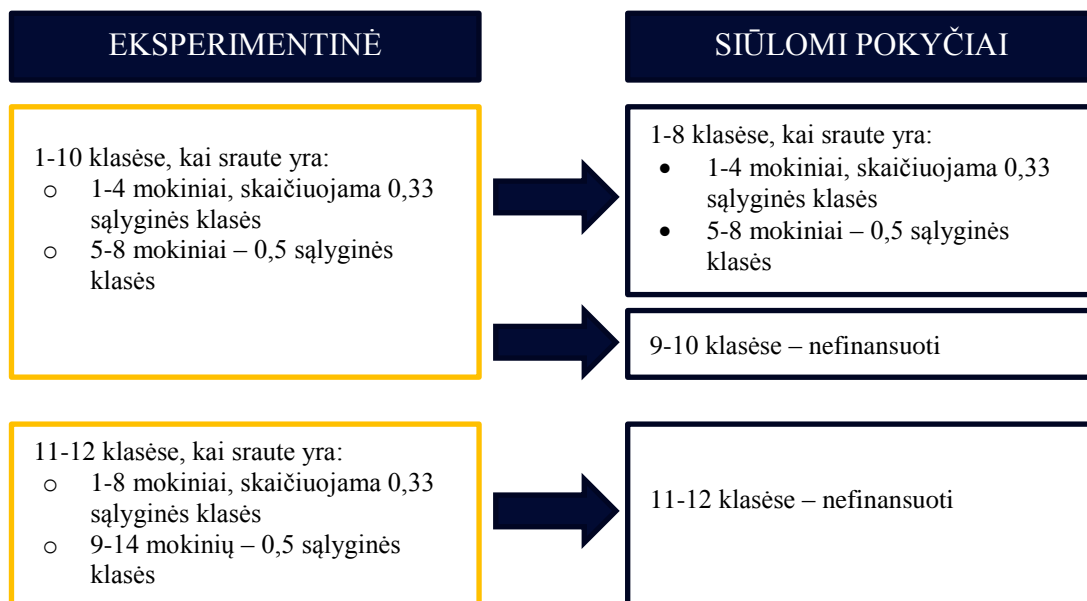 EKSPERIMENTINĖ
SIŪLOMI POKYČIAI
1-10 klasėse, kai sraute yra:
o 1-4 mokiniai, skaičiuojama 0,33
sąlyginės klasės
o 5-8 mokiniai – 0,5 sąlyginės
klasės
1-8 klasėse, kai sraute yra:
• 1-4 mokiniai, skaičiuojama 0,33
sąlyginės klasės
• 5-8 mokiniai – 0,5 sąlyginės
klasės
9-10 klasėse – nefinansuoti
11-12 klasėse, kai sraute yra:
o 1-8 mokiniai, skaičiuojama 0,33
sąlyginės klasės
o 9-14 mokinių – 0,5 sąlyginės
klasės
11-12 klasėse – nefinansuoti